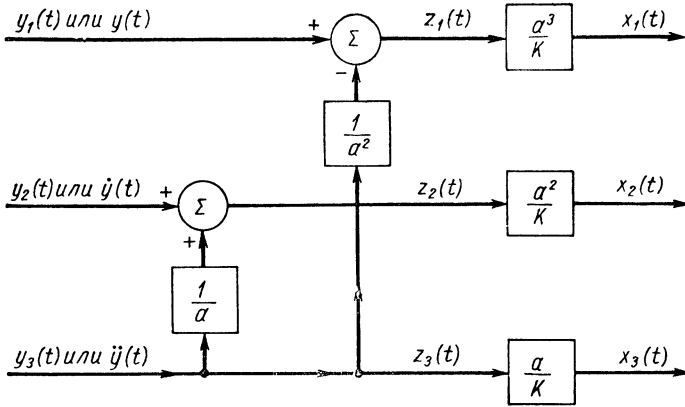 y₁(t) или y(t) + Σ z₁(t) a³/K x₁(t)
−
1/a²
y₂(t) или ẏ(t) + Σ z₂(t) a²/K x₂(t)
+
1/a
y₃(t) или ÿ(t) z₃(t) a/K x₃(t)